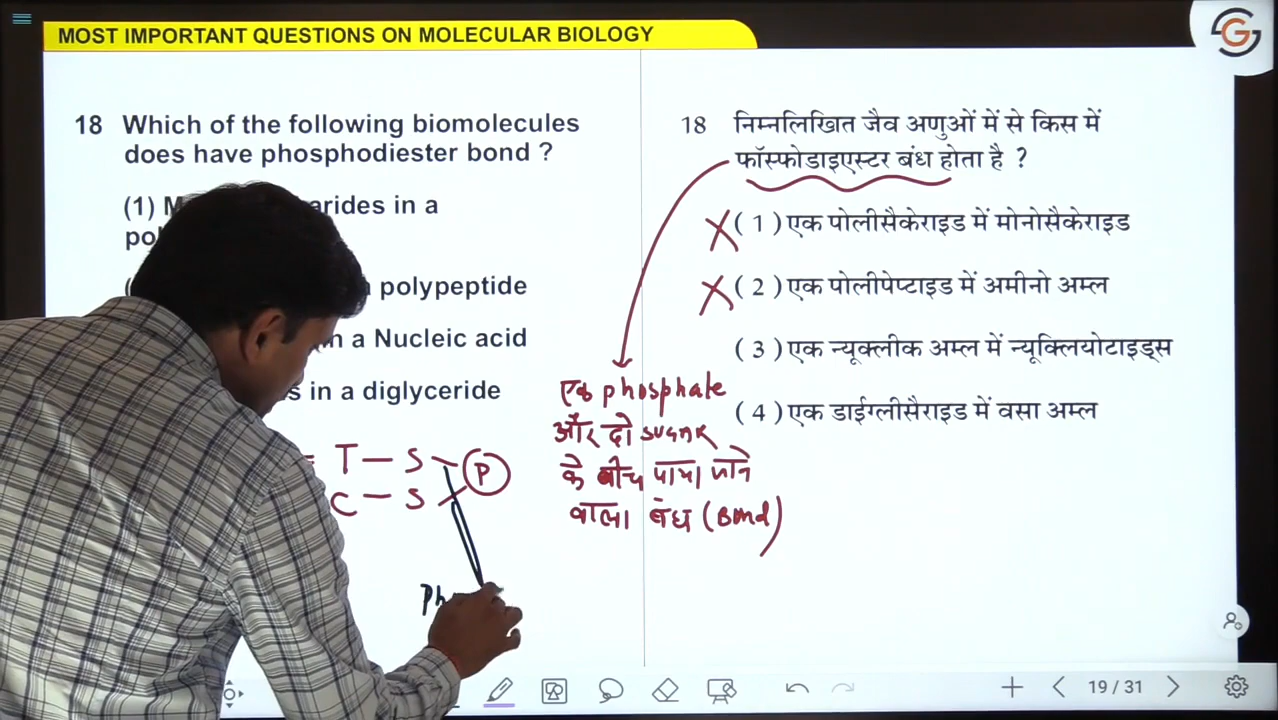 MOST IMPORTANT QUESTIONS ON MOLECULAR BIOLOGY
18 Which of the following biomolecules
does have phosphodiester bond ?
(1) in a
polypeptide
a Nucleic acid
in a diglyceride
= T — S
P
C — S
Ph
18 निम्नलिखित जैव अणुओं में से किस में
फॉस्फोडाइएस्टर बंध होता है ?
(1) एक पोलीसैकेराइड में मोनोसैकेराइड
(2) एक पोलीपेप्टाइड में अमीनो अम्ल
(3) एक न्यूक्लीक अम्ल में न्यूक्लियोटाइड्स
(4) एक डाईग्लीसैराइड में वसा अम्ल
एक phosphate
और दो sugar
के बीच पाया जाने
वाला बंध (Bond)
19 / 31